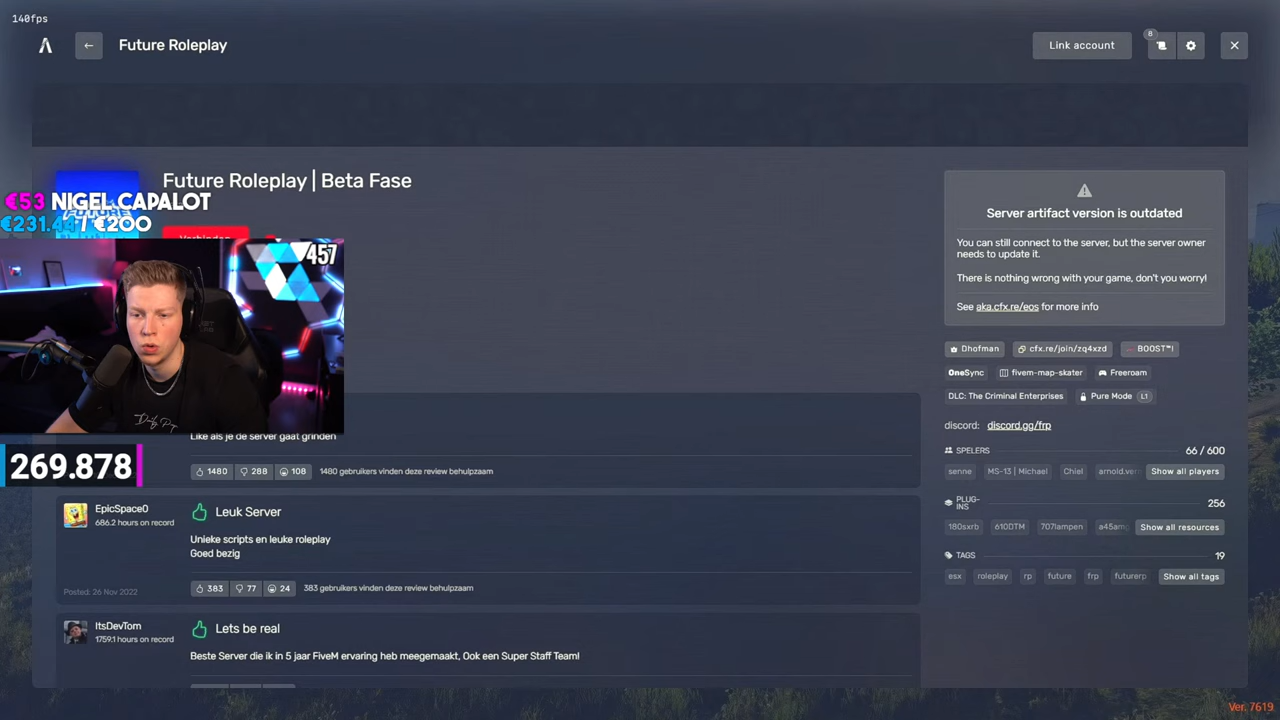 140fps
Future Roleplay
Link account
8
Future Roleplay | Beta Fase
€53 NIGEL CAPALOT
€231.44 / €200
FUTURE
Verbinden
457
269.878
Like als je de server gaat grinden
1480
288
108
1480 gebruikers vinden deze review behulpzaam
EpicSpace0
686.2 hours on record
Posted: 26 Nov 2022
Leuk Server
Unieke scripts en leuke roleplay
Goed bezig
383
77
24
383 gebruikers vinden deze review behulpzaam
ItsDevTom
1759.1 hours on record
Lets be real
Beste Server die ik in 5 jaar FiveM ervaring heb meegemaakt, Ook een Super Staff Team!
Server artifact version is outdated
You can still connect to the server, but the server owner
needs to update it.
There is nothing wrong with your game, don't you worry!
See aka.cfx.re/eos for more info
Dhofman
cfx.re/join/zq4xzd
BOOST™!
OneSync
fivem-map-skater
Freeroam
DLC: The Criminal Enterprises
Pure Mode L1
discord: discord.gg/frp
SPELERS
66 / 600
senne
MS-13 | Michael
Chiel
arnold.ver
Show all players
PLUG-
INS
256
180sxrb
610DTM
707lampen
a45amg
Show all resources
TAGS
19
esx
roleplay
rp
future
frp
futurerp
Show all tags
Ver. 7619